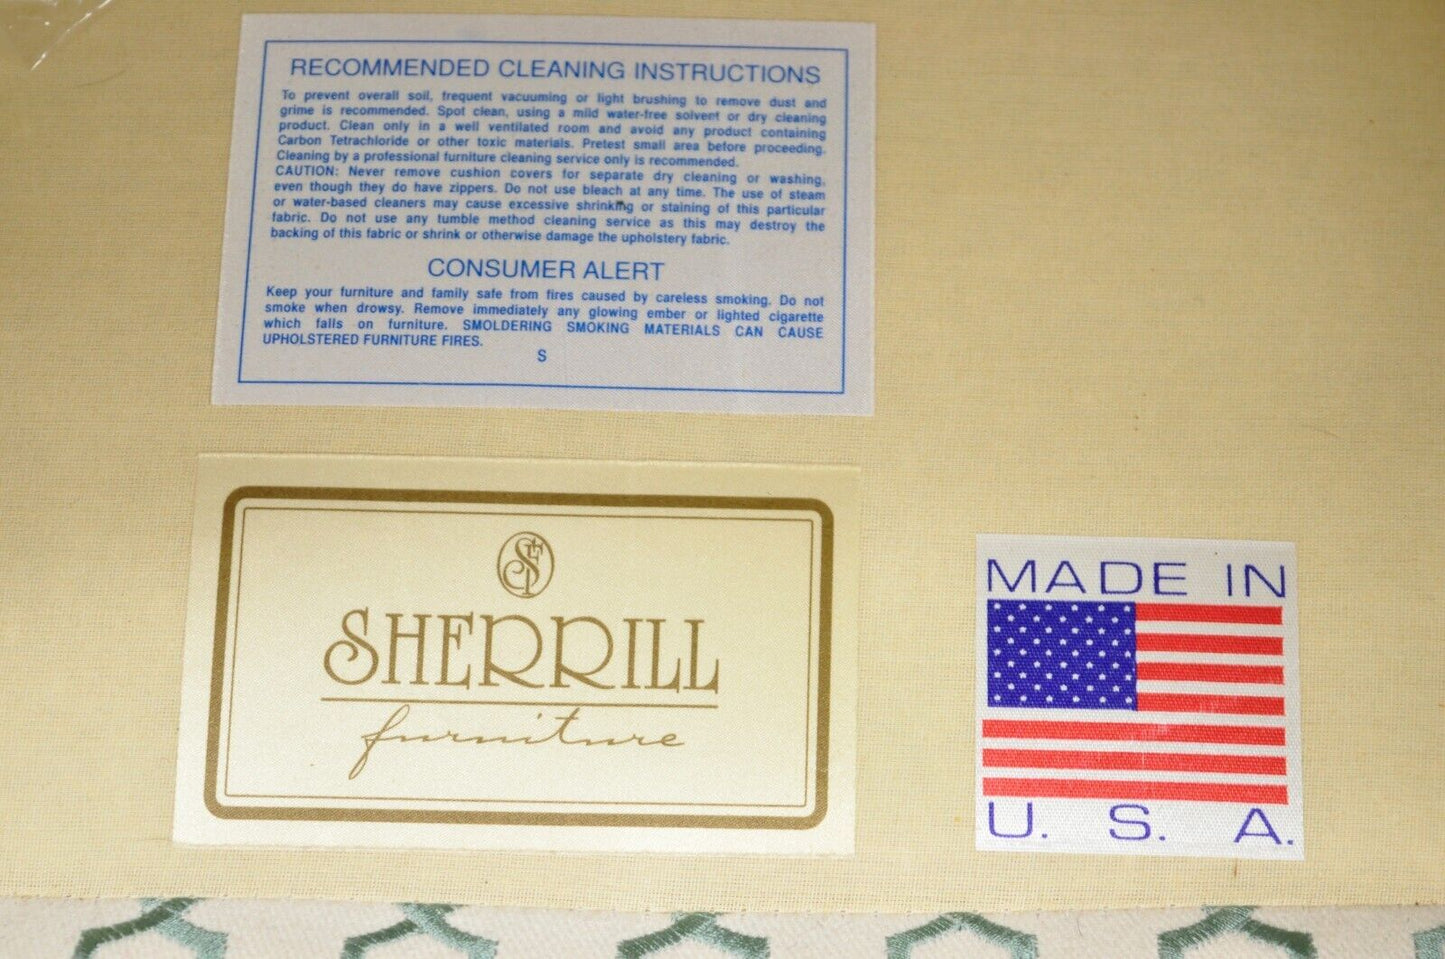 RECOMMENDED CLEANING INSTRUCTIONS
To prevent overall soil, frequent vacuuming or light brushing to remove dust and
grime is recommended. Spot clean, using a mild water-free solvent or dry cleaning
product. Clean only in a well ventilated room and avoid any product containing
Carbon Tetrachloride or other toxic materials. Pretest small area before proceeding.
Cleaning by a professional furniture cleaning service only is recommended.
CAUTION: Never remove cushion covers for separate dry cleaning or washing,
even though they do have zippers. Do not use bleach at any time. The use of steam
or water-based cleaners may cause excessive shrinking or staining of this particular
fabric. Do not use any tumble method cleaning service as this may destroy the
backing of this fabric or shrink or otherwise damage the upholstery fabric.
CONSUMER ALERT
Keep your furniture and family safe from fires caused by careless smoking. Do not
smoke when drowsy. Remove immediately any glowing ember or lighted cigarette
which falls on furniture. SMOLDERING SMOKING MATERIALS CAN CAUSE
UPHOLSTERED FURNITURE FIRES.
S
SHERRILL
furniture
MADE IN
U. S. A.